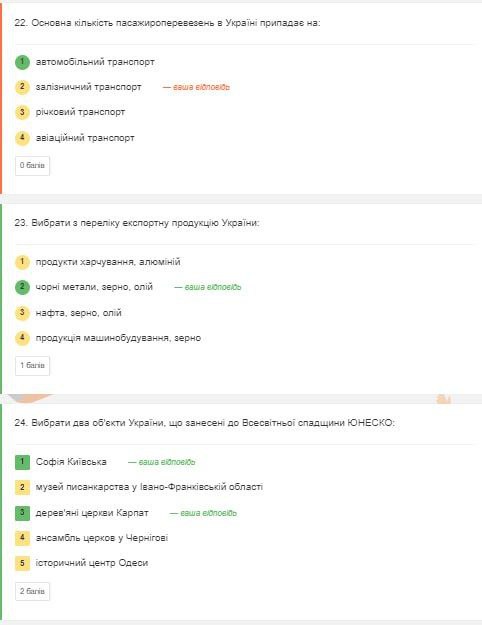 22. Основна кількість пасажироперевезень в Україні припадає на:
1 автомобільний транспорт
2 залізничний транспорт — ваша відповідь
3 річковий транспорт
4 авіаційний транспорт
0 балів
23. Вибрати з переліку експортну продукцію України:
1 продукти харчування, алюміній
2 чорні метали, зерно, олій — ваша відповідь
3 нафта, зерно, олій
4 продукція машинобудування, зерно
1 балів
24. Вибрати два об'єкти України, що занесені до Всесвітньої спадщини ЮНЕСКО:
1 Софія Київська — ваша відповідь
2 музей писанкарства у Івано-Франківській області
3 дерев'яні церкви Карпат — ваша відповідь
4 ансамбль церков у Чернігові
5 історичний центр Одеси
2 балів